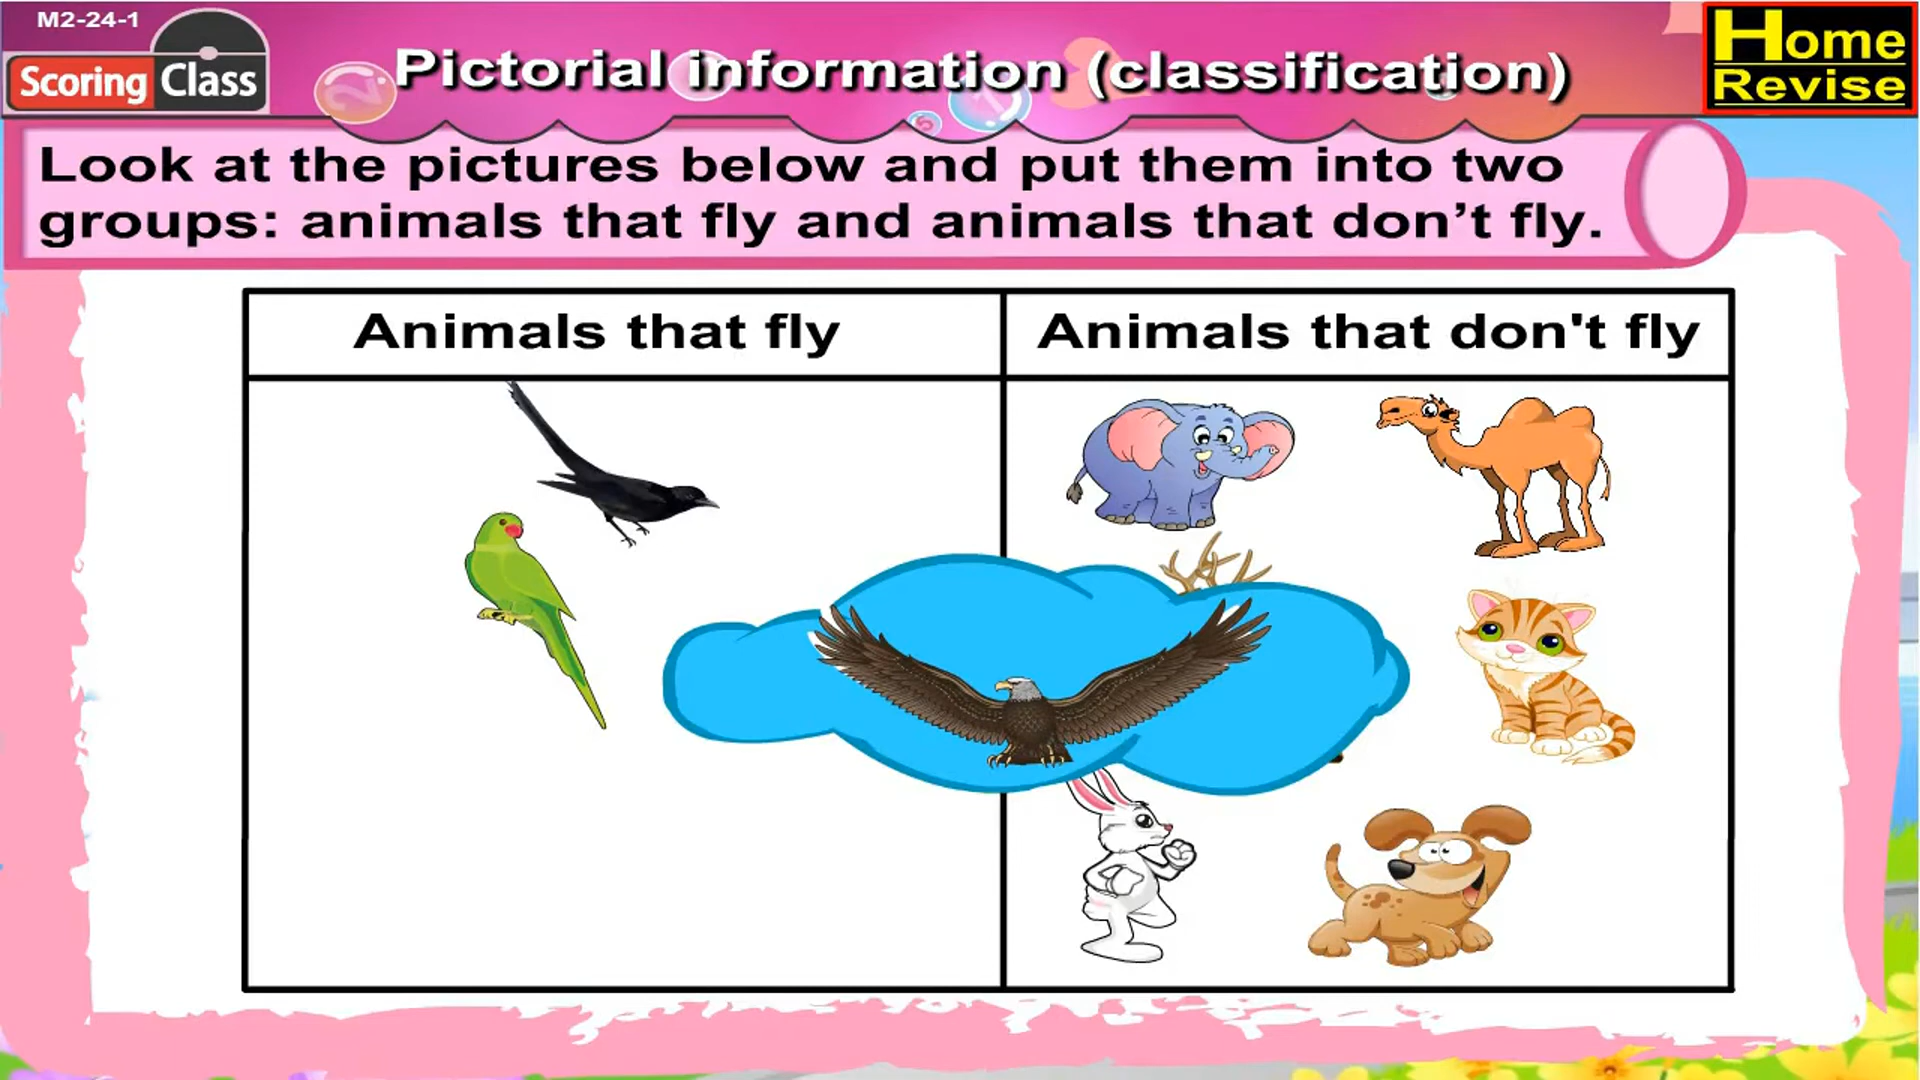 M2-24-1
Scoring Class
Pictorial information (classification)
Home
Revise
Look at the pictures below and put them into two
groups: animals that fly and animals that don’t fly.
Animals that fly
Animals that don't fly